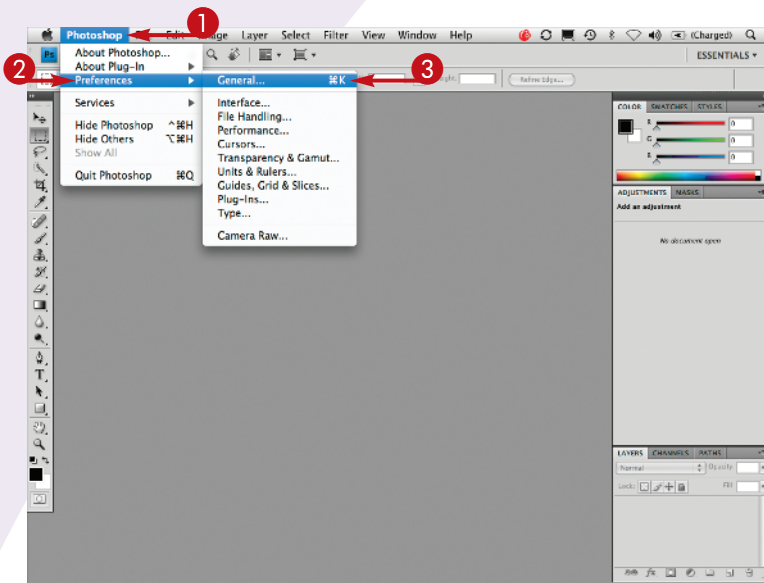 1
Photoshop File Edit Image Layer Select Filter View Window Help (Charged)
Ps ESSENTIALS
2
3
About Photoshop...
About Plug-In
Preferences
Services
Hide Photoshop ^⌘H
Hide Others ⌥⌘H
Show All
Quit Photoshop ⌘Q
General... ⌘K
Interface...
File Handling...
Performance...
Cursors...
Transparency & Gamut...
Units & Rulers...
Guides, Grid & Slices...
Plug-Ins...
Type...
Camera Raw...
Refine Edge...
COLOR SWATCHES STYLES
R 0
G 0
B 0
ADJUSTMENTS MASKS
Add an adjustment
No document open
LAYERS CHANNELS PATHS
Normal Opacity
Lock: Fill
fx
T